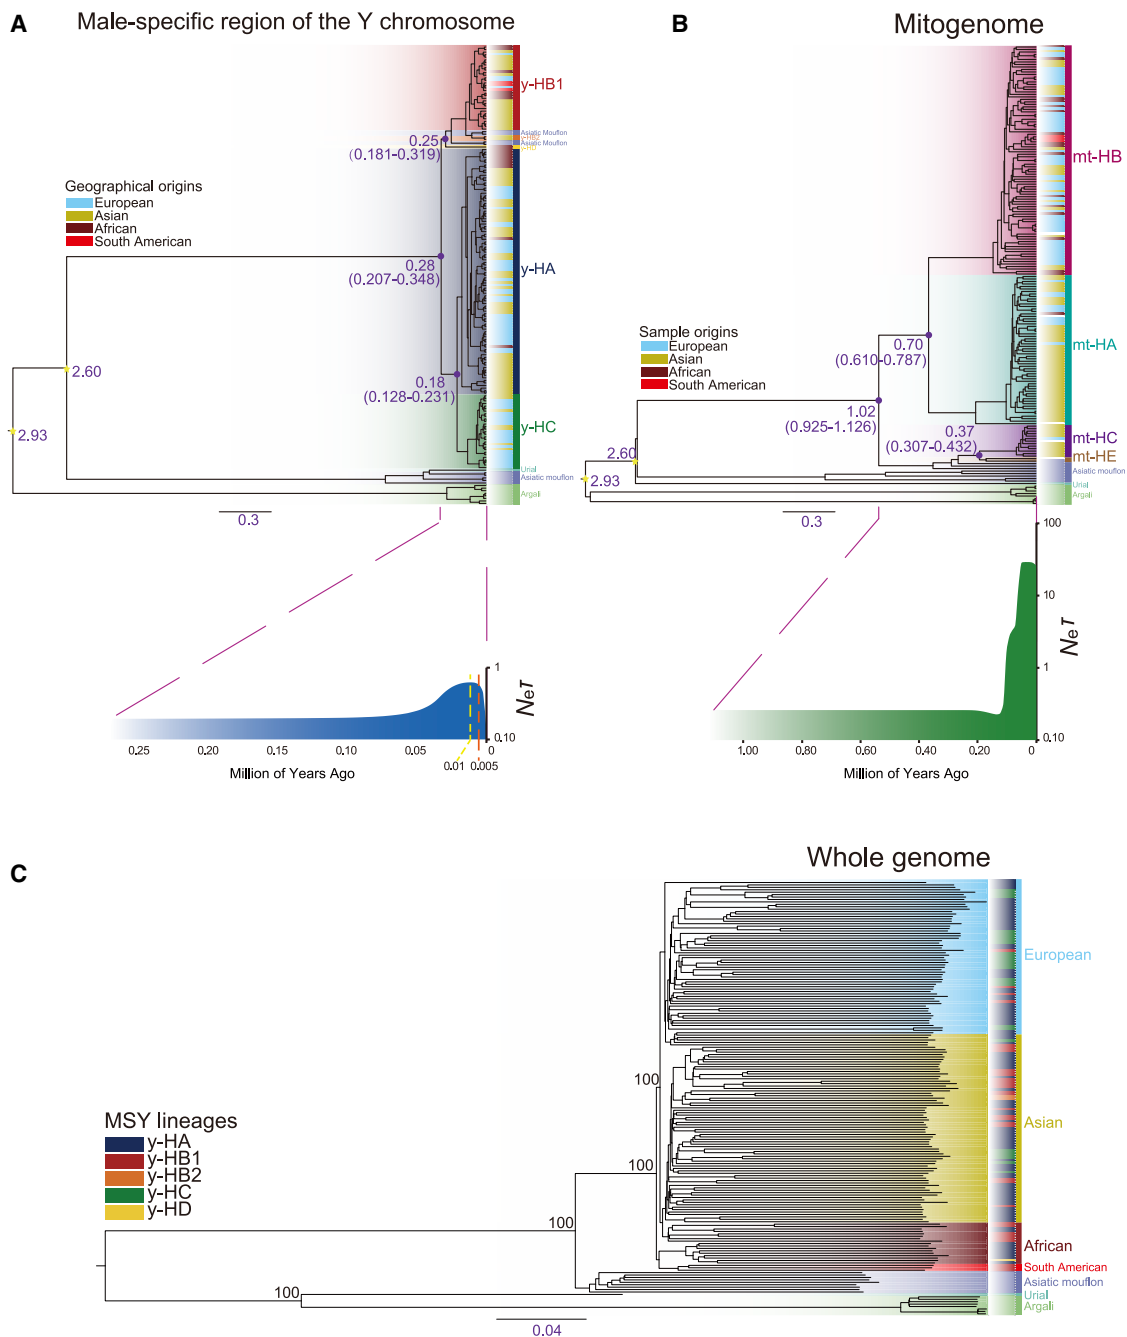 A
Male-specific region of the Y chromosome
y-HB1
Asiatic Mouflon
y-HB2
Asiatic Mouflon
y-HD
0.25
(0.181-0.319)
Geographical origins
European
Asian
African
South American
y-HA
0.28
(0.207-0.348)
2.60
0.18
(0.128-0.231)
y-HC
2.93
Urial
Asiatic mouflon
Argali
0.3
1
NeT
0.10
0.25
0.20
0.15
0.10
0.05
0
0.01
0.005
Million of Years Ago
B
Mitogenome
mt-HB
Sample origins
European
Asian
African
South American
0.70
(0.610-0.787)
mt-HA
1.02
(0.925-1.126)
0.37
(0.307-0.432)
mt-HC
mt-HE
2.60
Asiatic mouflon
2.93
Urial
Argali
0.3
100
10
NeT
1
0.10
1.00
0.80
0.60
0.40
0.20
0
Million of Years Ago
C
Whole genome
European
100
MSY lineages
y-HA
y-HB1
y-HB2
y-HC
y-HD
Asian
100
100
African
South American
Asiatic mouflon
100
Urial
Argali
0.04